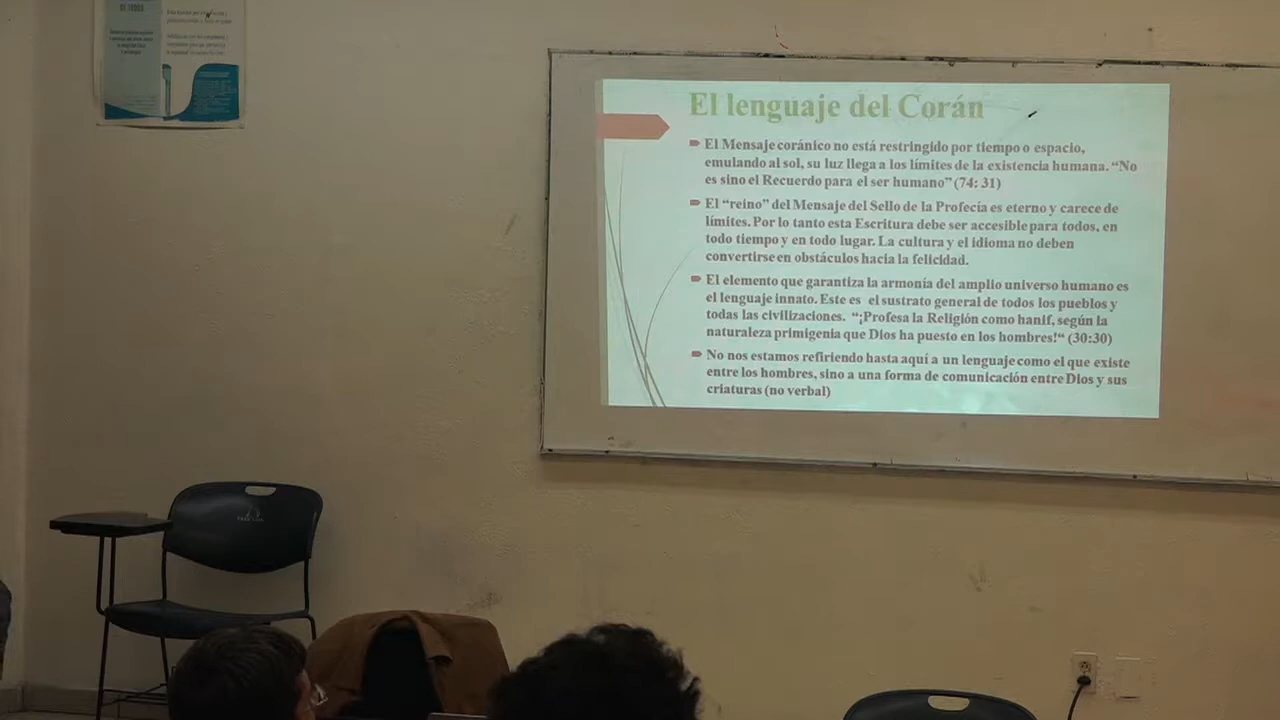 El lenguaje del Corán
El Mensaje coránico no está restringido por tiempo o espacio,
emulando al sol, su luz llega a los límites de la existencia humana. “No
es sino el Recuerdo para el ser humano” (74: 31)
El “reino” del Mensaje del Sello de la Profecía es eterno y carece de
límites. Por lo tanto esta Escritura debe ser accesible para todos, en
todo tiempo y en todo lugar. La cultura y el idioma no deben
convertirse en obstáculos hacia la felicidad.
El elemento que garantiza la armonía del amplio universo humano es
el lenguaje innato. Este es el sustrato general de todos los pueblos y
todas las civilizaciones. “¡Profesa la Religión como hanif, según la
naturaleza primigenia que Dios ha puesto en los hombres!“ (30:30)
No nos estamos refiriendo hasta aquí a un lenguaje como el que existe
entre los hombres, sino a una forma de comunicación entre Dios y sus
criaturas (no verbal)